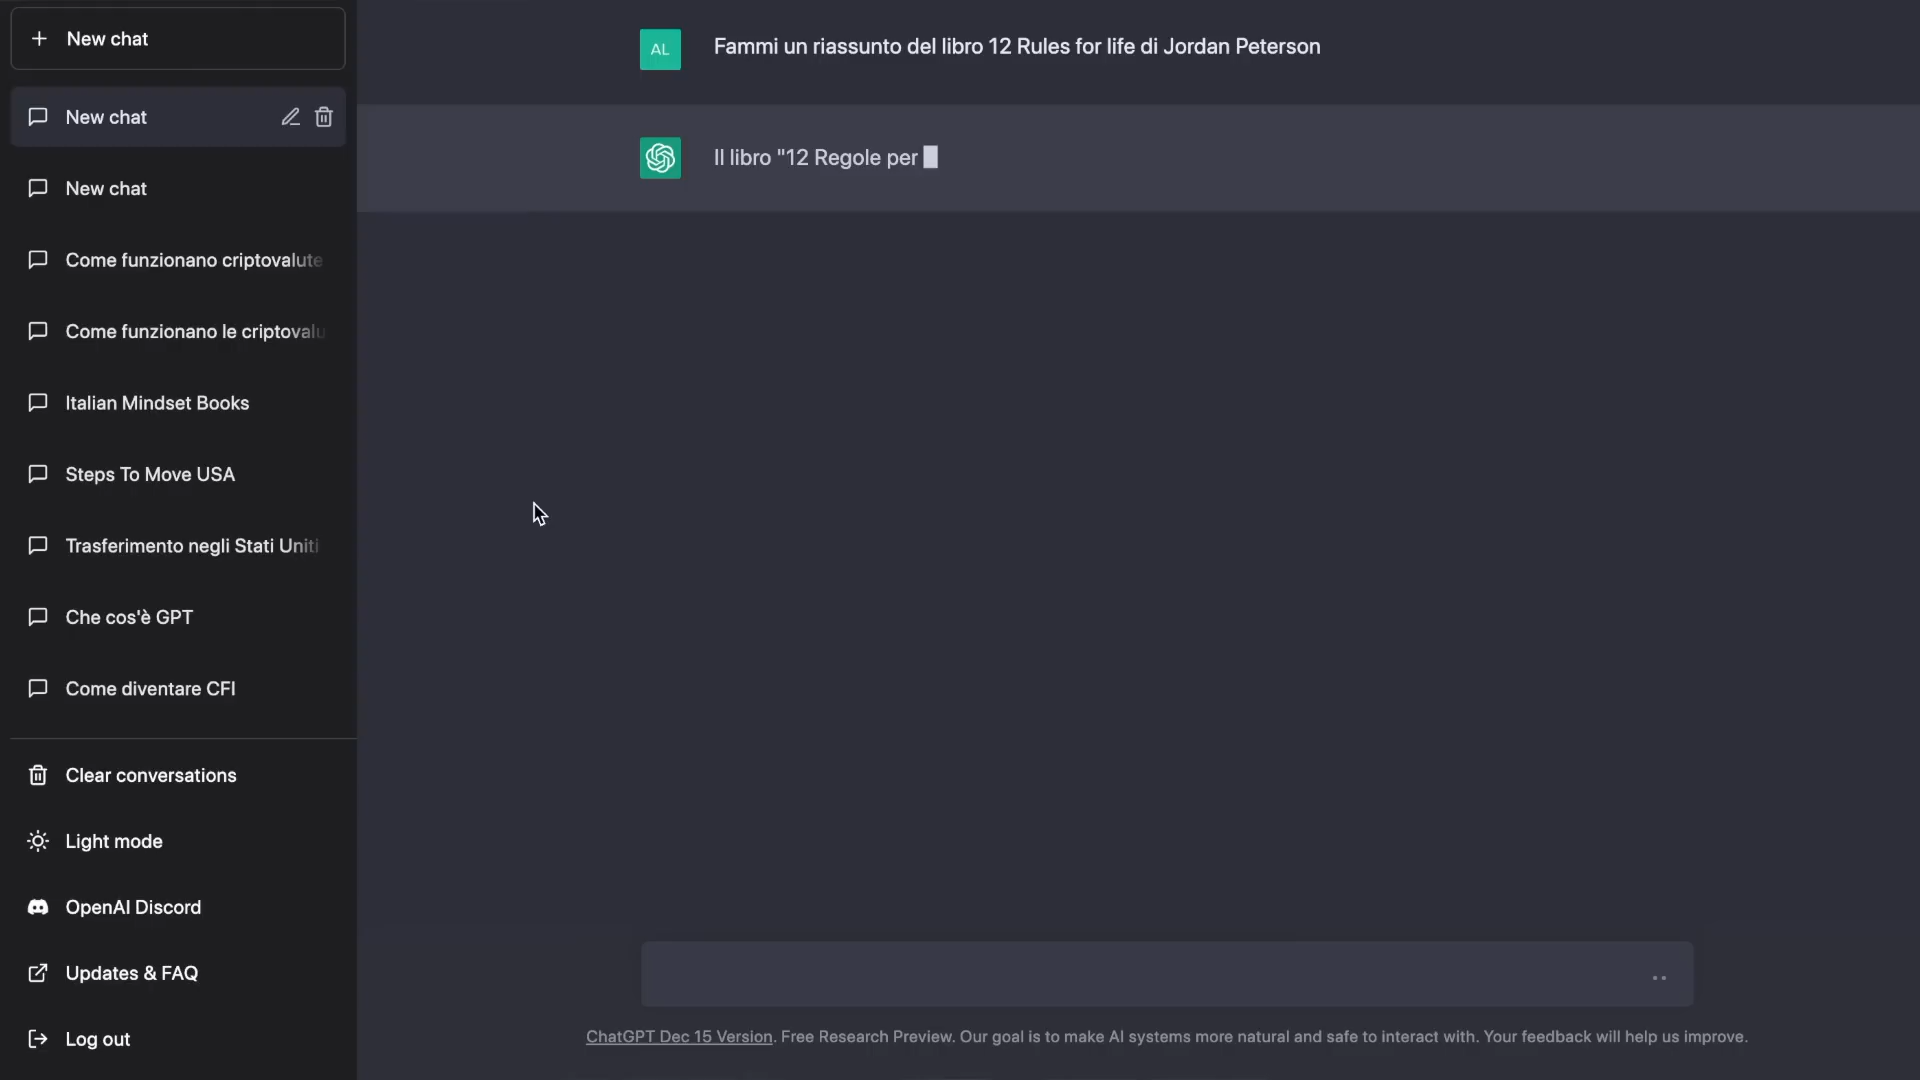 New chat
New chat
New chat
Come funzionano criptovalute
Come funzionano le criptovalu
Italian Mindset Books
Steps To Move USA
Trasferimento negli Stati Uniti
Che cos'è GPT
Come diventare CFI
Clear conversations
Light mode
OpenAI Discord
Updates & FAQ
Log out
AL
Fammi un riassunto del libro 12 Rules for life di Jordan Peterson
Il libro "12 Regole per
ChatGPT Dec 15 Version. Free Research Preview. Our goal is to make AI systems more natural and safe to interact with. Your feedback will help us improve.